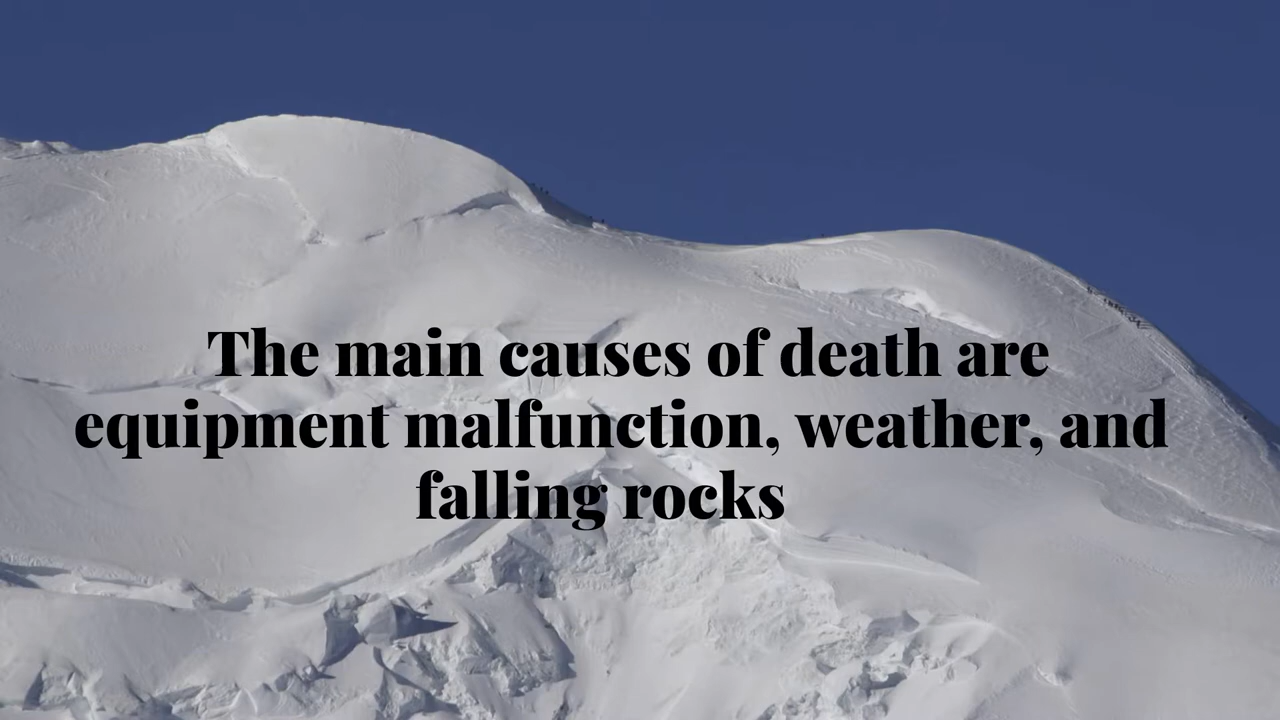 The main causes of death are
equipment malfunction, weather, and
falling rocks